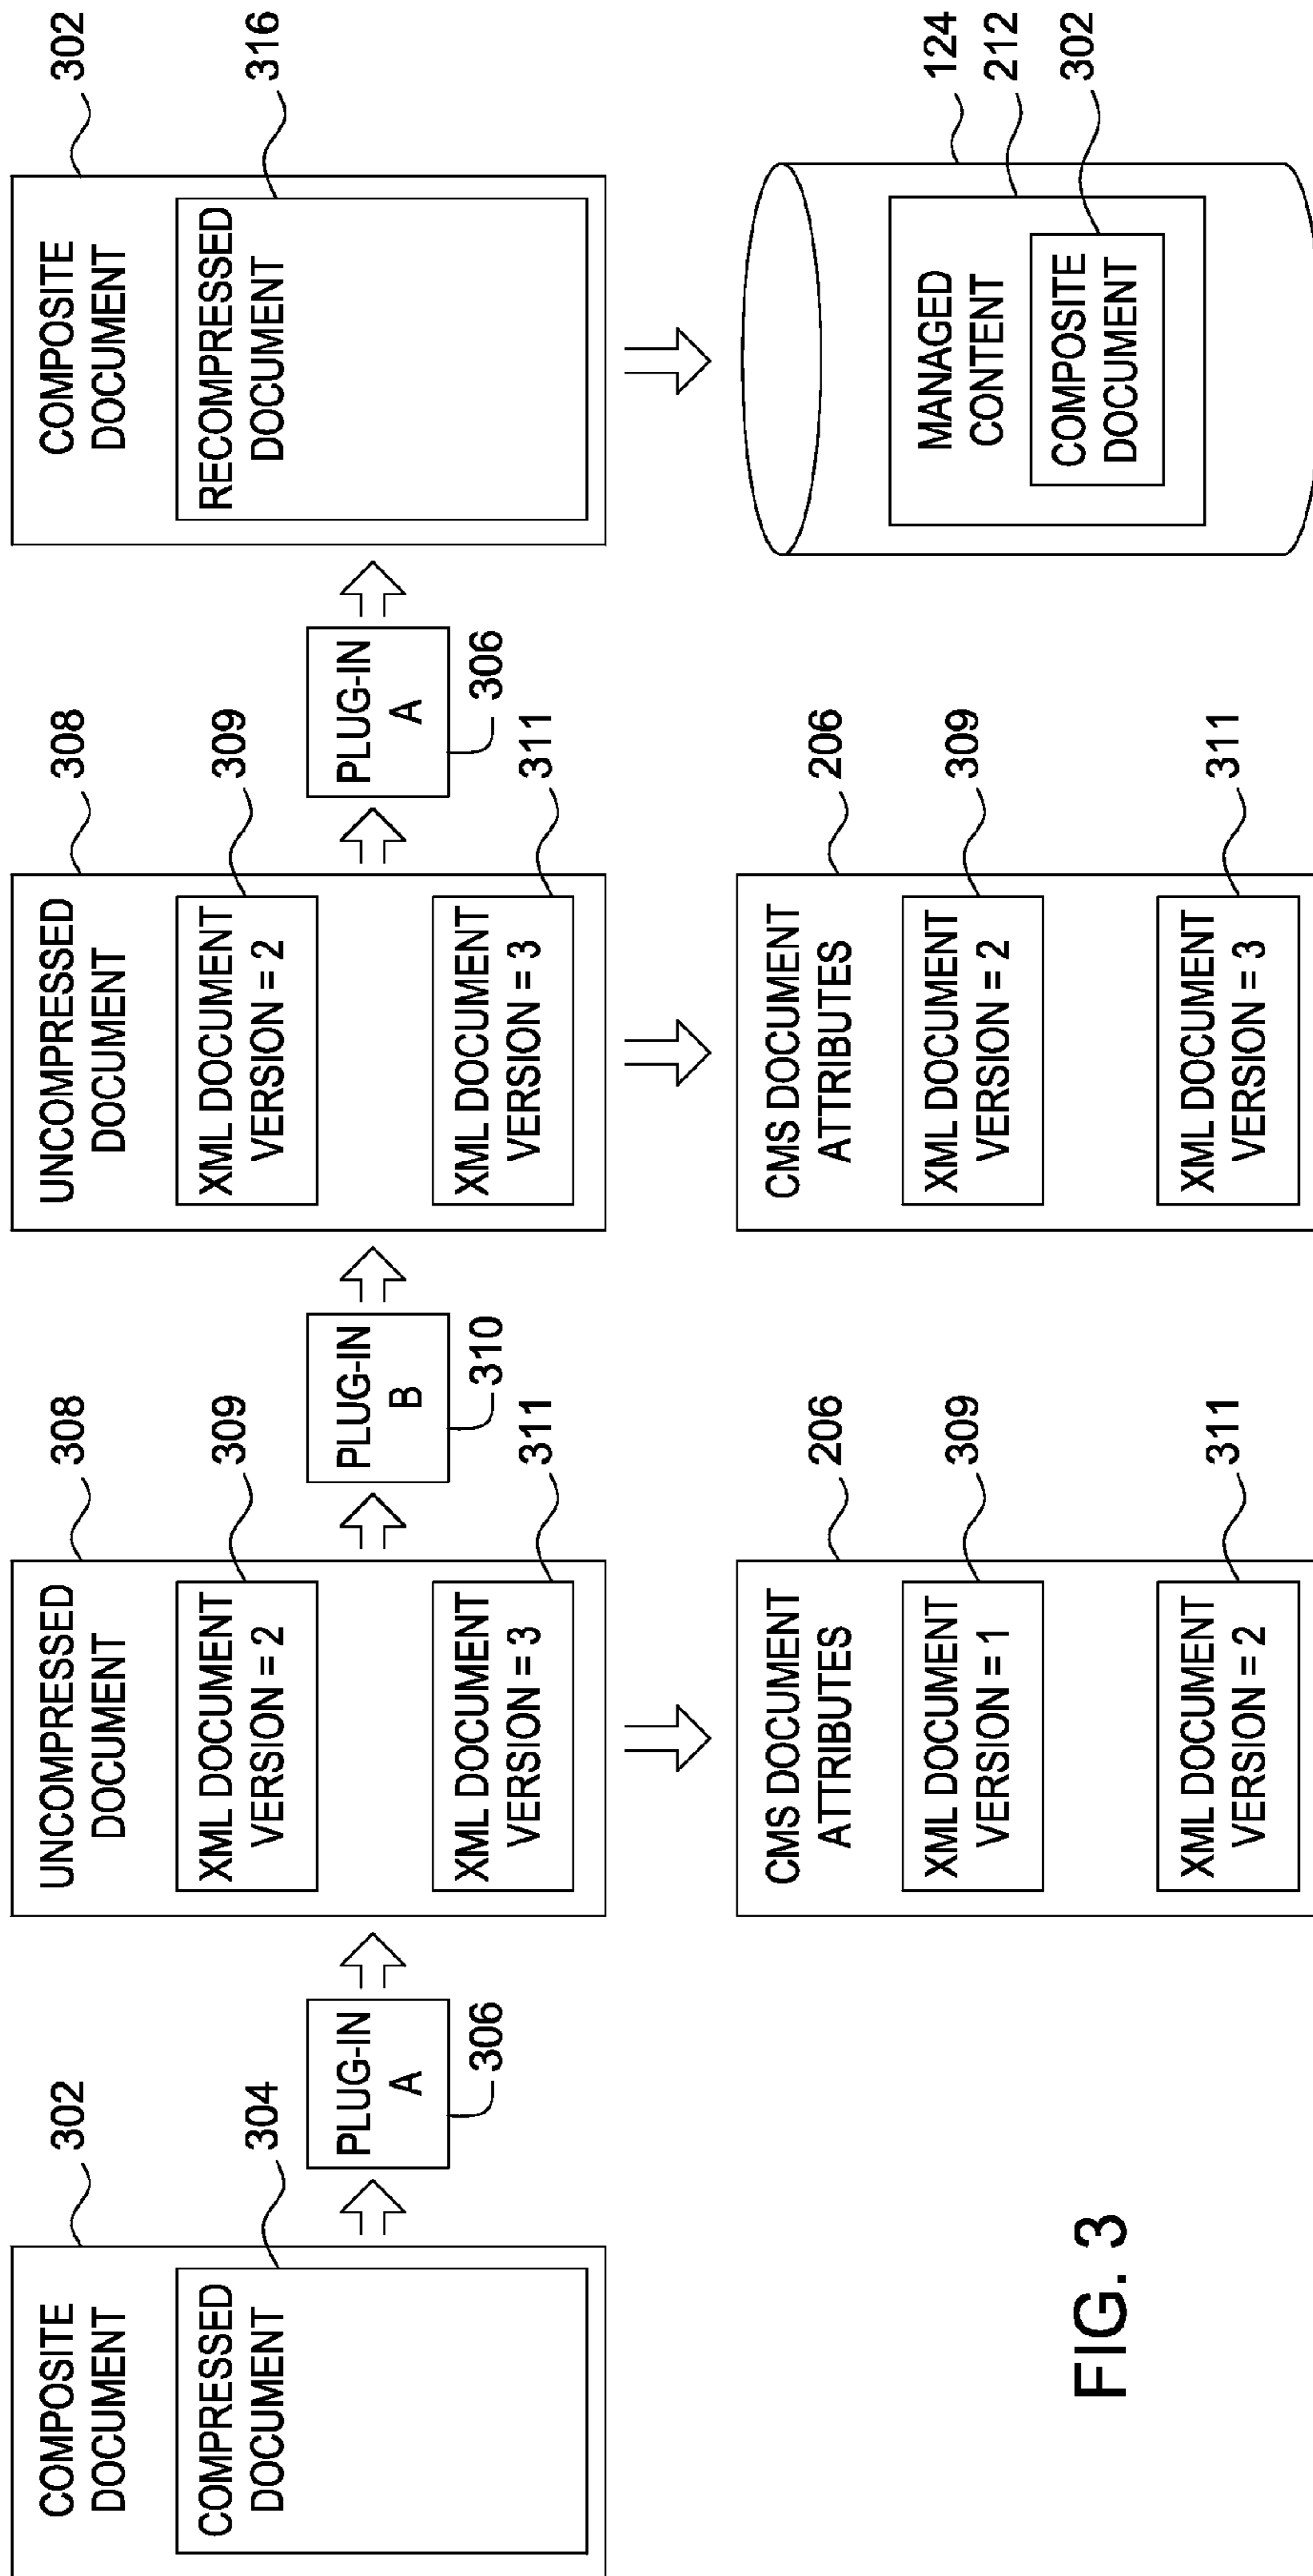 COMPOSITE
DOCUMENT
302
COMPRESSED
DOCUMENT
304
PLUG-IN
A
306
UNCOMPRESSED
DOCUMENT
308
XML DOCUMENT
VERSION = 2
309
XML DOCUMENT
VERSION = 3
311
PLUG-IN
B
310
UNCOMPRESSED
DOCUMENT
308
XML DOCUMENT
VERSION = 2
309
XML DOCUMENT
VERSION = 3
311
PLUG-IN
A
306
COMPOSITE
DOCUMENT
302
RECOMPRESSED
DOCUMENT
316
CMS DOCUMENT
ATTRIBUTES
206
XML DOCUMENT
VERSION = 1
309
XML DOCUMENT
VERSION = 2
311
CMS DOCUMENT
ATTRIBUTES
206
XML DOCUMENT
VERSION = 2
309
XML DOCUMENT
VERSION = 3
311
124
MANAGED
CONTENT
212
COMPOSITE
DOCUMENT
302
FIG. 3